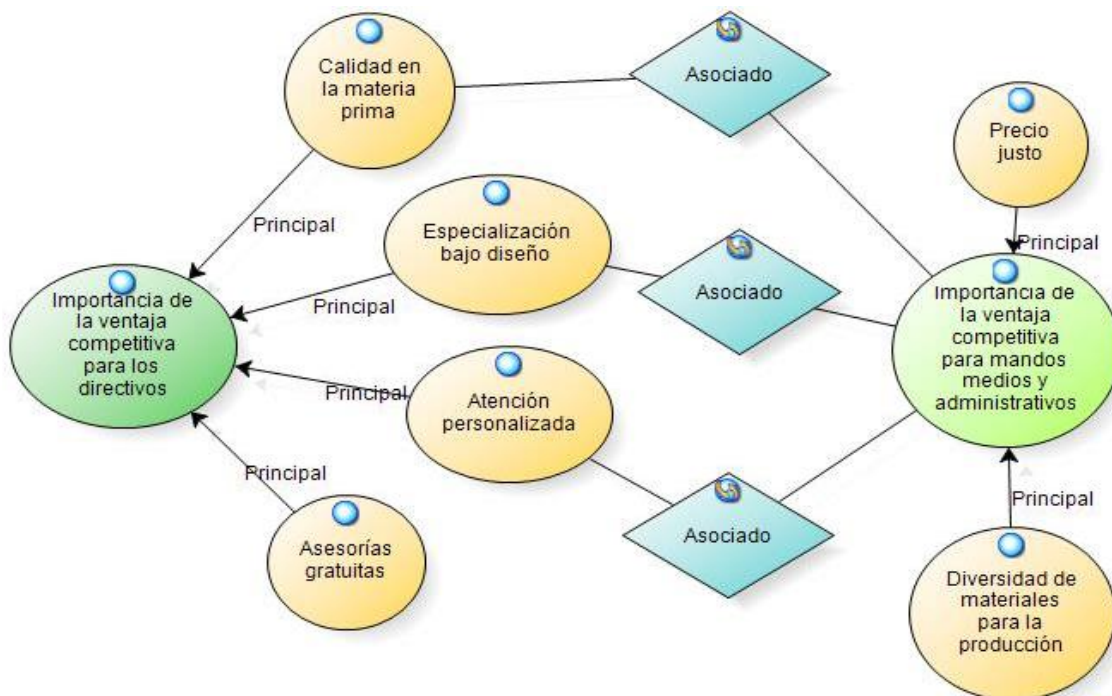 Calidad en
la materia
prima
Asociado
Precio
justo
Principal
Especialización
bajo diseño
Asociado
Principal
Importancia de
la ventaja
competitiva
para los
directivos
Principal
Importancia de
la ventaja
competitiva
para mandos
medios y
administrativos
Principal
Atención
personalizada
Principal
Asesorías
gratuitas
Asociado
Principal
Diversidad de
materiales
para la
producción